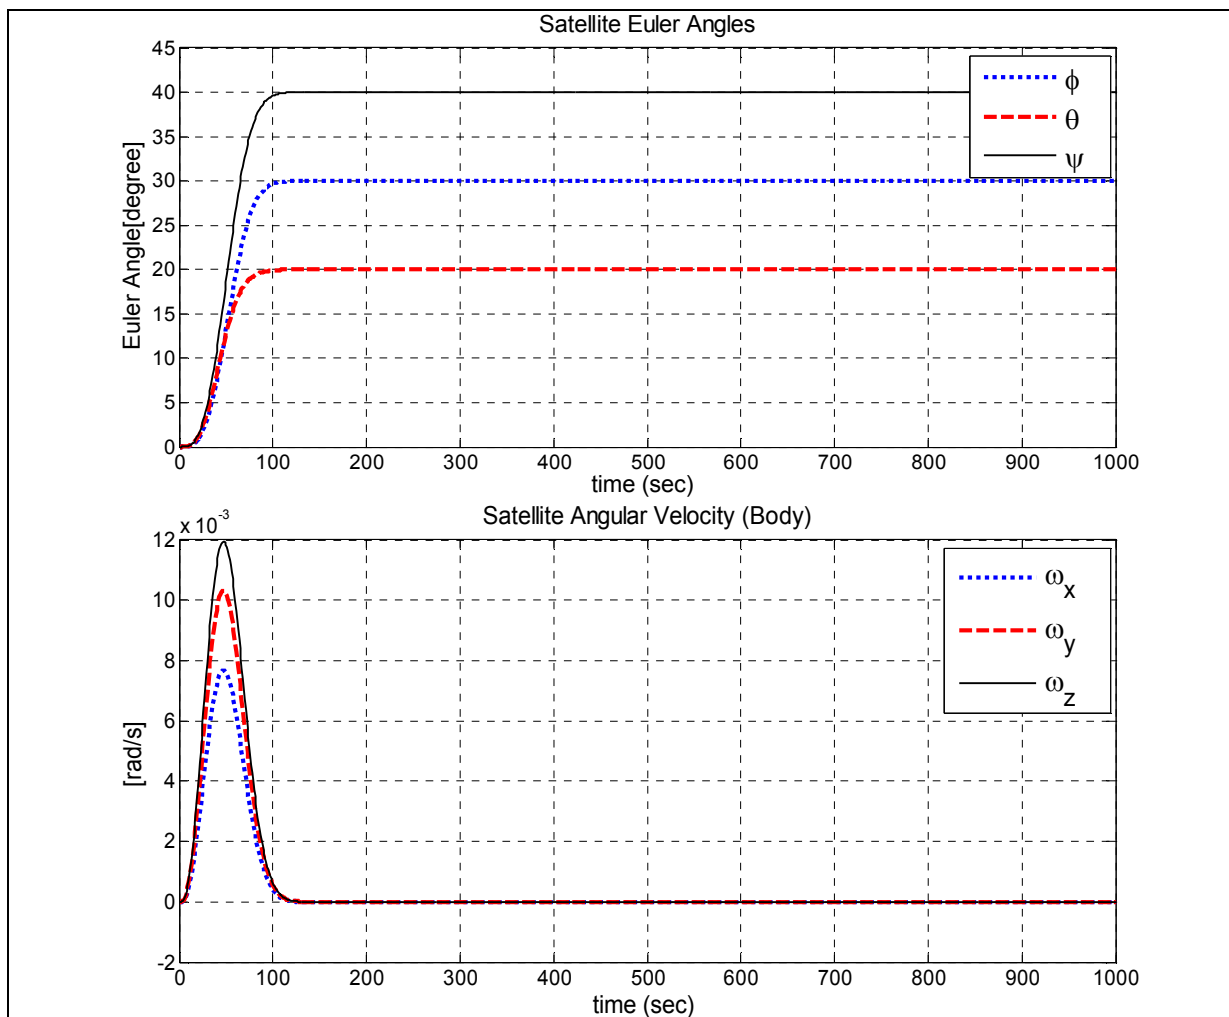 Satellite Euler Angles
45
40
35
30
25
20
15
10
5
0
Euler Angle[degree]
ϕ
θ
ψ
0 100 200 300 400 500 600 700 800 900 1000
time (sec)
x 10-3
Satellite Angular Velocity (Body)
12
10
8
6
4
2
0
-2
[rad/s]
ωx
ωy
ωz
0 100 200 300 400 500 600 700 800 900 1000
time (sec)